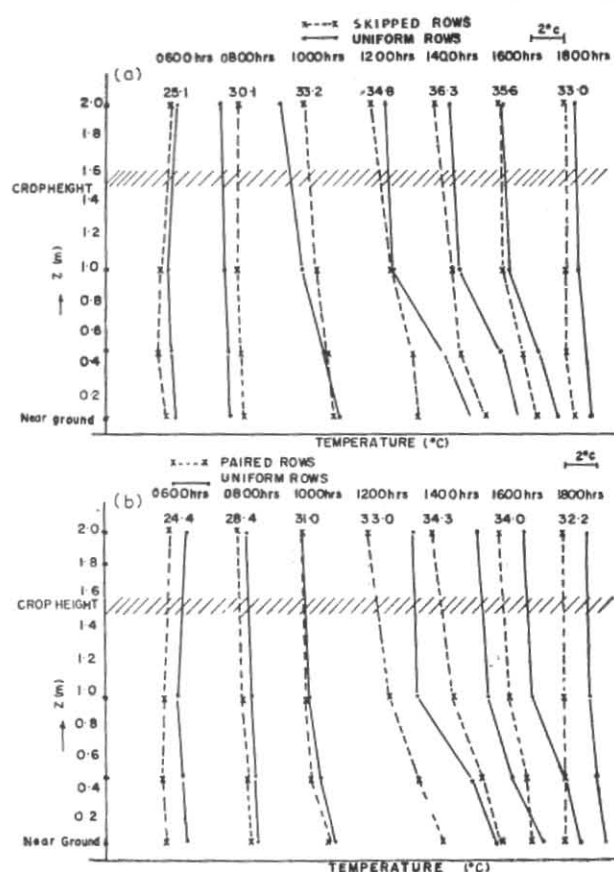 x---x SKIPPED ROWS
UNIFORM ROWS
2°c
0600hrs 0800hrs 1000hrs 1200hrs 1400hrs 1600hrs 1800hrs
(a)
25·1 30·1 33·2 34·8 36·3 35·6 33·0
2·0
1·8
1·6
CROPHEIGHT
1·4
1·2
1·0
0·8
0·6
0·4
0·2
Near ground
Z (m)
TEMPERATURE (°C)
x---x PAIRED ROWS
UNIFORM ROWS
2°c
(b)
0600hrs 0800hrs 1000hrs 1200hrs 1400hrs 1600hrs 1800hrs
24·4 28·4 31·0 33·0 34·3 34·0 32·2
2·0
1·8
1·6
CROP HEIGHT
1·4
1·2
1·0
0·8
0·6
0·4
0·2
Near Ground
Z (m)
TEMPERATURE (°C)